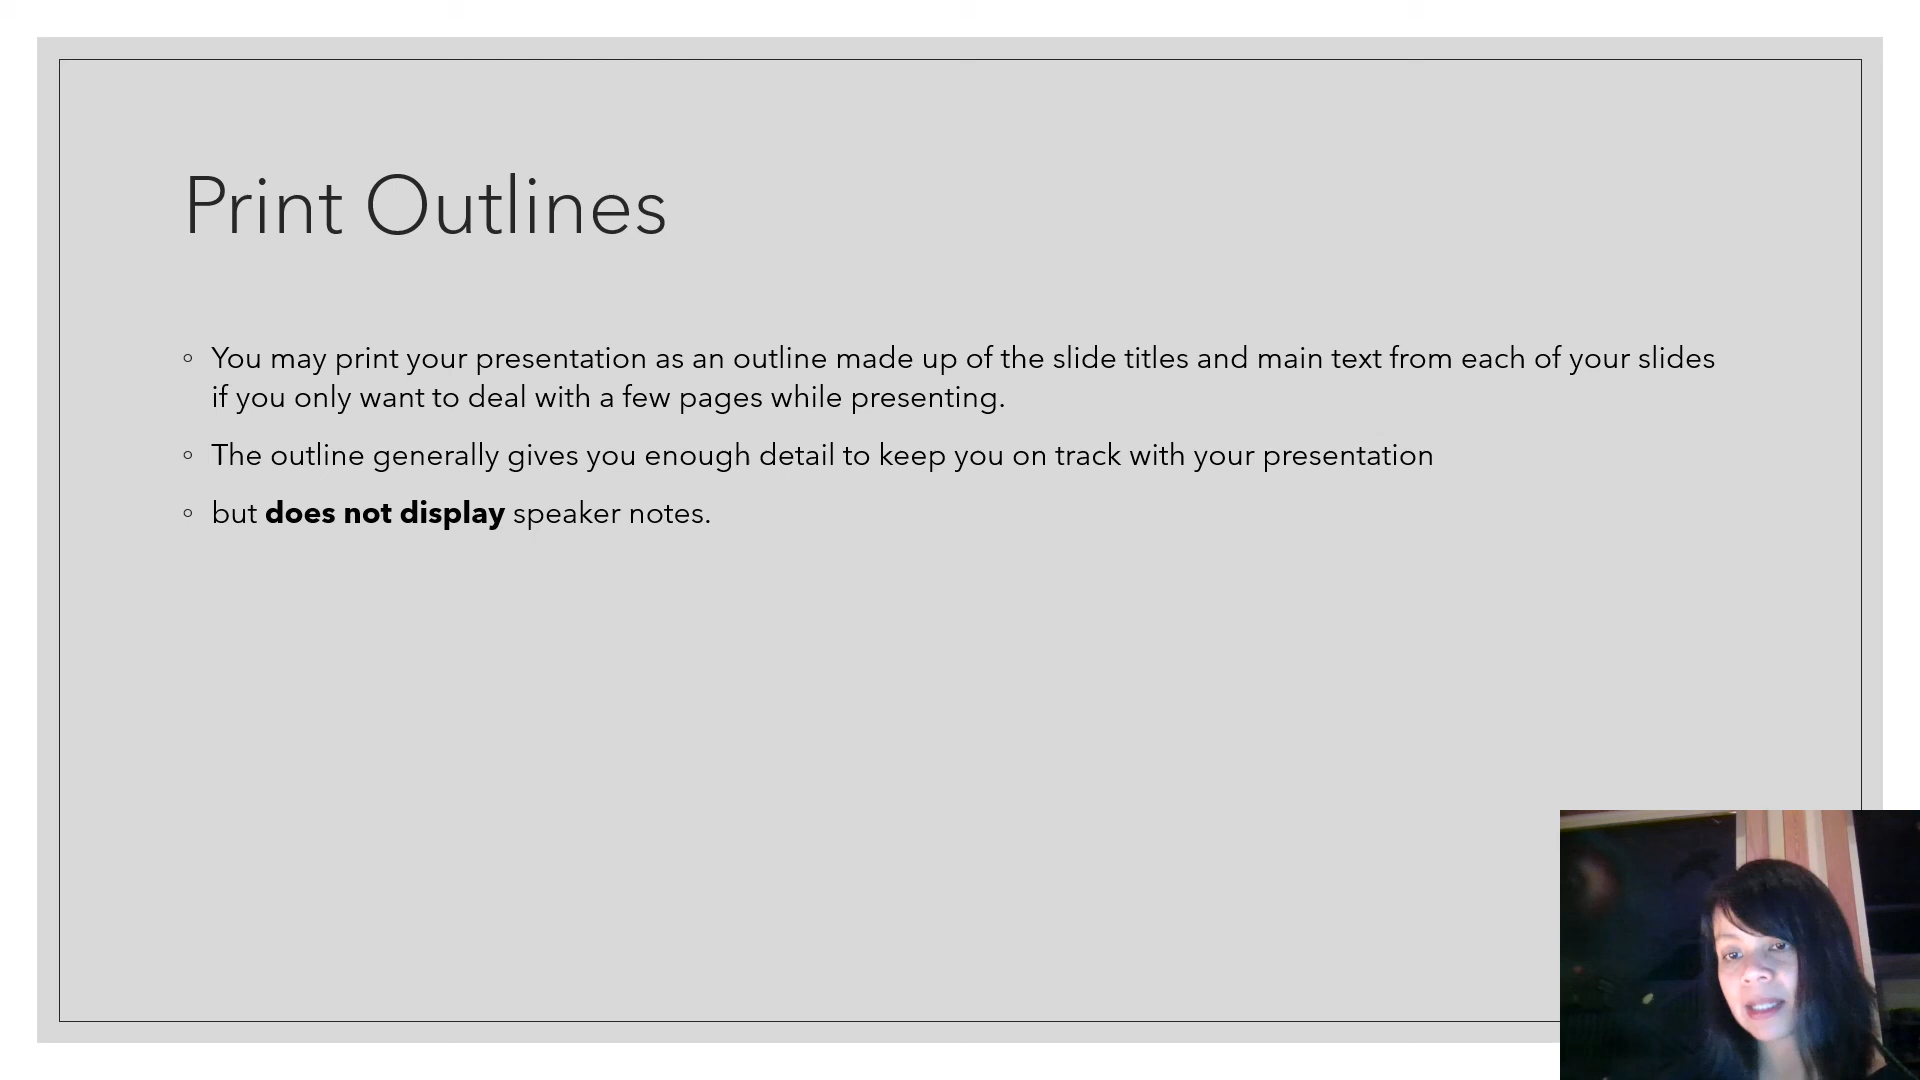 Print Outlines
◦ You may print your presentation as an outline made up of the slide titles and main text from each of your slides
if you only want to deal with a few pages while presenting.
◦ The outline generally gives you enough detail to keep you on track with your presentation
◦ but does not display speaker notes.